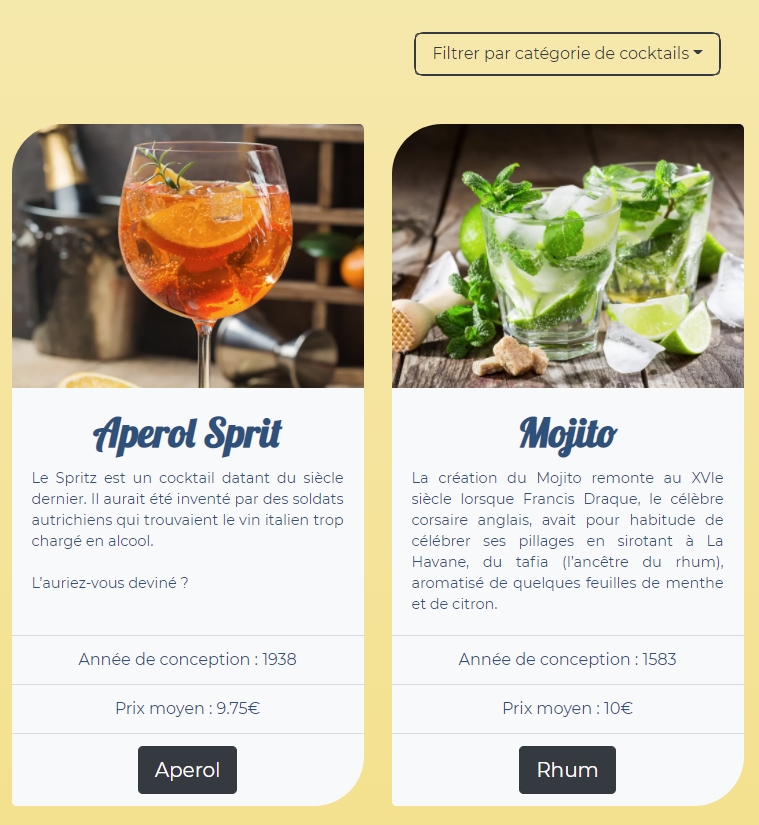 Filtrer par catégorie de cocktails
Aperol Sprit
Le Spritz est un cocktail datant du siècle
dernier. Il aurait été inventé par des soldats
autrichiens qui trouvaient le vin italien trop
chargé en alcool.
L'auriez-vous deviné ?
Année de conception : 1938
Prix moyen : 9.75€
Aperol
Mojito
La création du Mojito remonte au XVIe
siècle lorsque Francis Draque, le célèbre
corsaire anglais, avait pour habitude de
célébrer ses pillages en sirotant à La
Havane, du tafia (l'ancêtre du rhum),
aromatisé de quelques feuilles de menthe
et de citron.
Année de conception : 1583
Prix moyen : 10€
Rhum